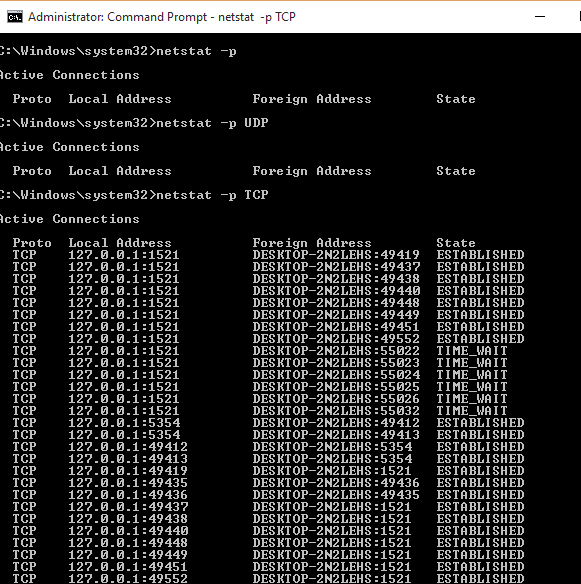 Administrator: Command Prompt - netstat -p TCP
C:\Windows\system32>netstat -p
Active Connections
Proto Local Address Foreign Address State
C:\Windows\system32>netstat -p UDP
Active Connections
Proto Local Address Foreign Address State
C:\Windows\system32>netstat -p TCP
Active Connections
Proto Local Address Foreign Address State
TCP 127.0.0.1:1521 DESKTOP-2N2LEHS:49419 ESTABLISHED
TCP 127.0.0.1:1521 DESKTOP-2N2LEHS:49437 ESTABLISHED
TCP 127.0.0.1:1521 DESKTOP-2N2LEHS:49438 ESTABLISHED
TCP 127.0.0.1:1521 DESKTOP-2N2LEHS:49440 ESTABLISHED
TCP 127.0.0.1:1521 DESKTOP-2N2LEHS:49448 ESTABLISHED
TCP 127.0.0.1:1521 DESKTOP-2N2LEHS:49449 ESTABLISHED
TCP 127.0.0.1:1521 DESKTOP-2N2LEHS:49451 ESTABLISHED
TCP 127.0.0.1:1521 DESKTOP-2N2LEHS:49552 ESTABLISHED
TCP 127.0.0.1:1521 DESKTOP-2N2LEHS:55022 TIME_WAIT
TCP 127.0.0.1:1521 DESKTOP-2N2LEHS:55023 TIME_WAIT
TCP 127.0.0.1:1521 DESKTOP-2N2LEHS:55024 TIME_WAIT
TCP 127.0.0.1:1521 DESKTOP-2N2LEHS:55025 TIME_WAIT
TCP 127.0.0.1:1521 DESKTOP-2N2LEHS:55026 TIME_WAIT
TCP 127.0.0.1:1521 DESKTOP-2N2LEHS:55032 TIME_WAIT
TCP 127.0.0.1:5354 DESKTOP-2N2LEHS:49412 ESTABLISHED
TCP 127.0.0.1:5354 DESKTOP-2N2LEHS:49413 ESTABLISHED
TCP 127.0.0.1:49412 DESKTOP-2N2LEHS:5354 ESTABLISHED
TCP 127.0.0.1:49413 DESKTOP-2N2LEHS:5354 ESTABLISHED
TCP 127.0.0.1:49419 DESKTOP-2N2LEHS:1521 ESTABLISHED
TCP 127.0.0.1:49435 DESKTOP-2N2LEHS:49436 ESTABLISHED
TCP 127.0.0.1:49436 DESKTOP-2N2LEHS:49435 ESTABLISHED
TCP 127.0.0.1:49437 DESKTOP-2N2LEHS:1521 ESTABLISHED
TCP 127.0.0.1:49438 DESKTOP-2N2LEHS:1521 ESTABLISHED
TCP 127.0.0.1:49440 DESKTOP-2N2LEHS:1521 ESTABLISHED
TCP 127.0.0.1:49448 DESKTOP-2N2LEHS:1521 ESTABLISHED
TCP 127.0.0.1:49449 DESKTOP-2N2LEHS:1521 ESTABLISHED
TCP 127.0.0.1:49451 DESKTOP-2N2LEHS:1521 ESTABLISHED
TCP 127.0.0.1:49552 DESKTOP-2N2LEHS:1521 ESTABLISHED